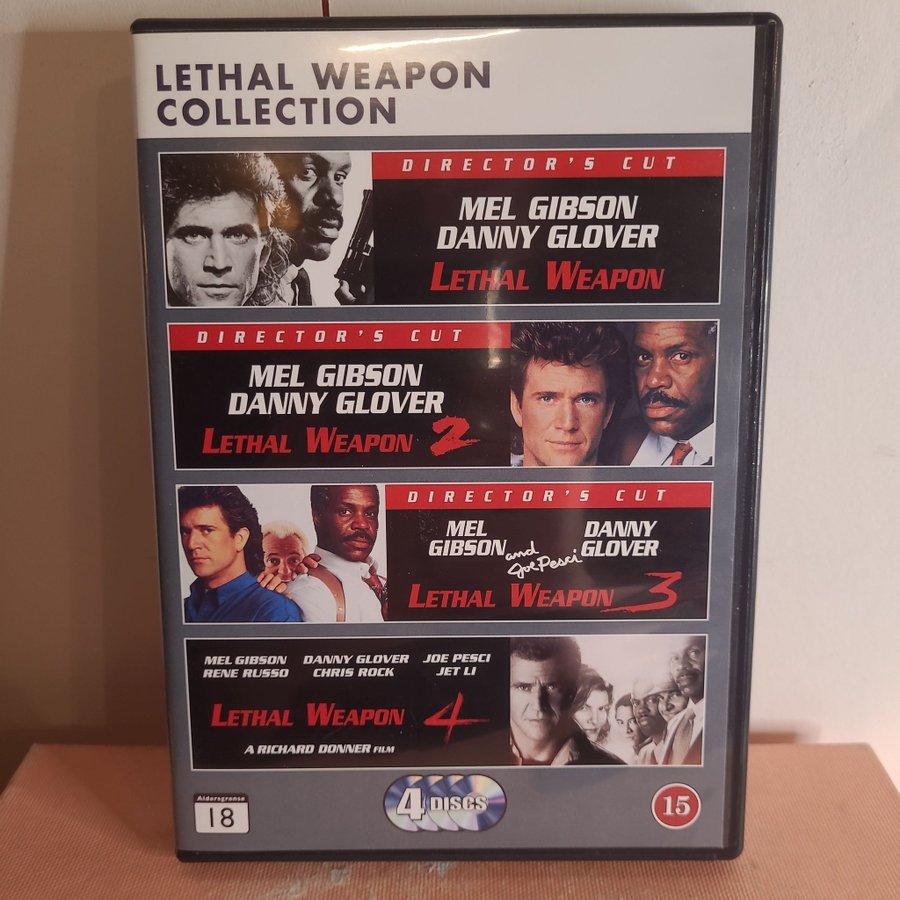 LETHAL WEAPON
COLLECTION
DIRECTOR'S CUT
MEL GIBSON
DANNY GLOVER
LETHAL WEAPON
DIRECTOR'S CUT
MEL GIBSON
DANNY GLOVER
LETHAL WEAPON 2
DIRECTOR'S CUT
MEL GIBSON and Joe Pesci DANNY GLOVER
LETHAL WEAPON 3
MEL GIBSON DANNY GLOVER JOE PESCI
RENE RUSSO CHRIS ROCK JET LI
LETHAL WEAPON 4
A RICHARD DONNER FILM
Aldersgrense
18
4 DISCS
15